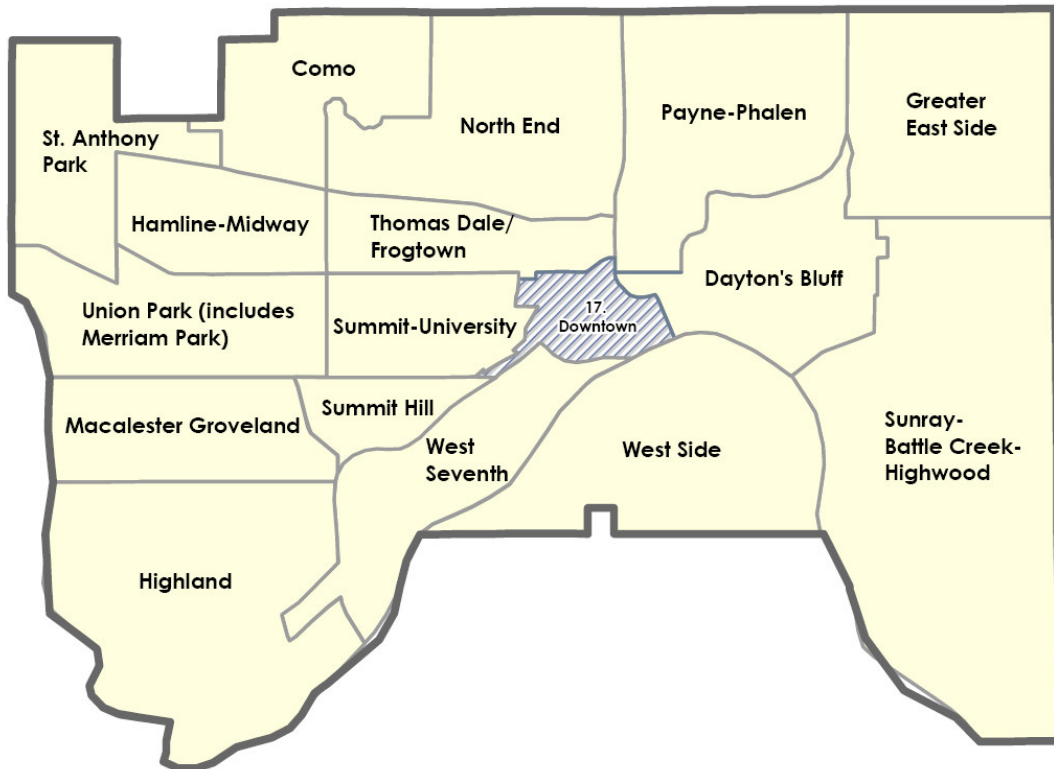 Como
Greater
East Side
Payne-Phalen
North End
St. Anthony
Park
Hamline-Midway
Thomas Dale/
Frogtown
Dayton's Bluff
Union Park (includes
Merriam Park)
Summit-University
17.
Downtown
Macalester Groveland
Summit Hill
West
Seventh
West Side
Sunray-
Battle Creek-
Highwood
Highland